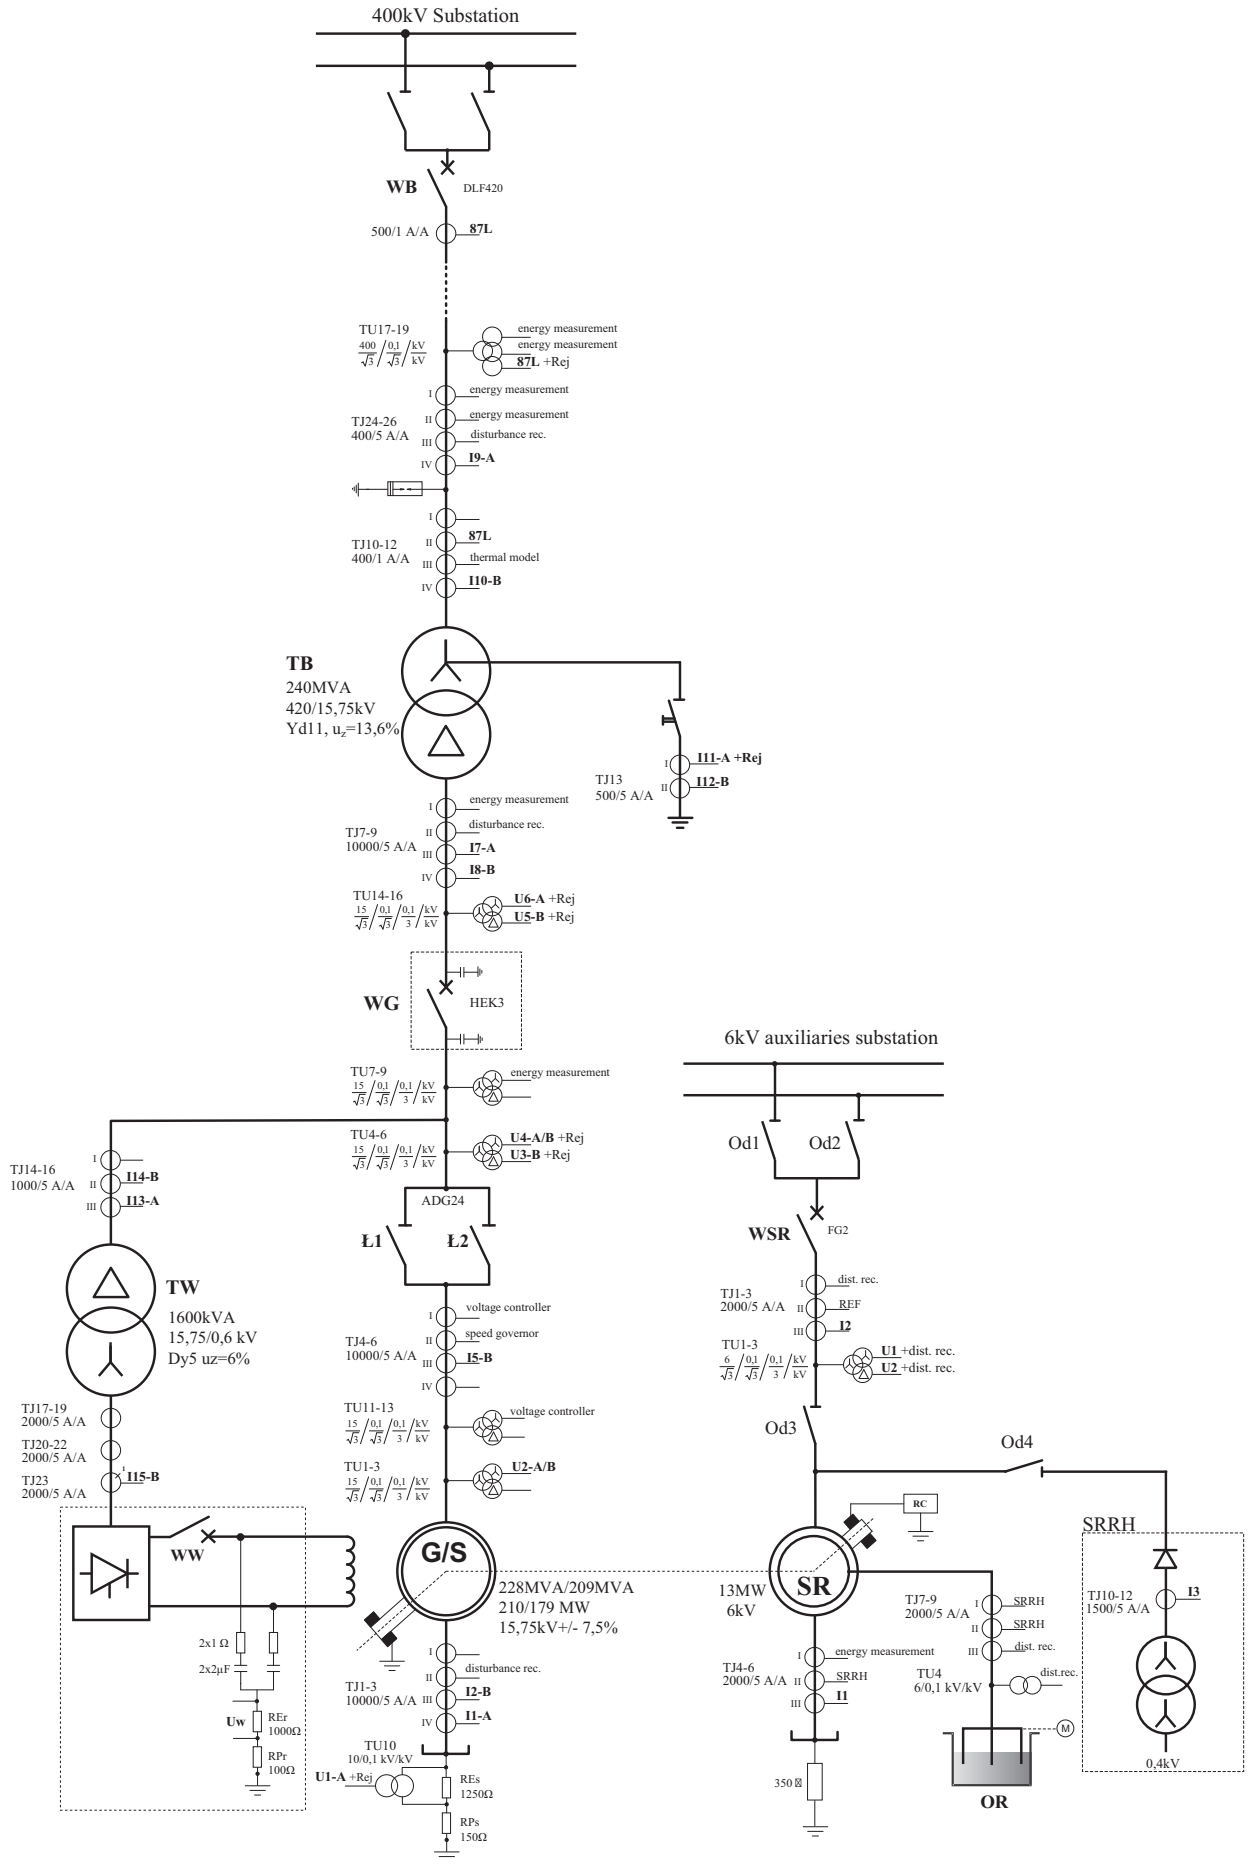 400kV Substation
WB
DLF420
500/1 A/A
87L
TU17-19
400/√3 / 0,1/√3 / kV/kV
energy measurement
energy measurement
87L +Rej
I
energy measurement
TJ24-26
400/5 A/A
II
energy measurement
III
disturbance rec.
IV
I9-A
I
TJ10-12
400/1 A/A
II
87L
III
thermal model
IV
I10-B
TB
240MVA
420/15,75kV
Yd11, uz=13,6%
TJ13
500/5 A/A
I
I11-A +Rej
II
I12-B
TJ7-9
10000/5 A/A
I
energy measurement
II
disturbance rec.
III
I7-A
IV
I8-B
TU14-16
15/√3 / 0,1/√3 / 0,1/3 / kV/kV
U6-A +Rej
U5-B +Rej
WG
HEK3
TU7-9
15/√3 / 0,1/√3 / 0,1/3 / kV/kV
energy measurement
TU4-6
15/√3 / 0,1/√3 / 0,1/3 / kV/kV
U4-A/B +Rej
U3-B +Rej
TJ14-16
1000/5 A/A
I
II
I14-B
III
I13-A
ADG24
Ł1
Ł2
TW
1600kVA
15,75/0,6 kV
Dy5 uz=6%
TJ4-6
10000/5 A/A
I
voltage controller
II
speed governor
III
I5-B
IV
TU11-13
15/√3 / 0,1/√3 / 0,1/3 / kV/kV
voltage controller
TU1-3
15/√3 / 0,1/√3 / 0,1/3 / kV/kV
U2-A/B
TJ17-19
2000/5 A/A
TJ20-22
2000/5 A/A
TJ23
2000/5 A/A
I
I15-B
WW
2x1 Ω
2x2μF
Uw
REr
1000Ω
RPr
100Ω
G/S
228MVA/209MVA
210/179 MW
15,75kV+/- 7,5%
TJ1-3
10000/5 A/A
I
II
disturbance rec.
III
I2-B
IV
I1-A
TU10
10/0,1 kV/kV
U1-A +Rej
REs
1250Ω
RPs
150Ω
6kV auxiliaries substation
Od1
Od2
WSR
FG2
TJ1-3
2000/5 A/A
I
dist. rec.
II
REF
III
I2
TU1-3
6/√3 / 0,1/√3 / 0,1/3 / kV/kV
U1 +dist. rec.
U2 +dist. rec.
Od3
Od4
RC
SR
13MW
6kV
TJ4-6
2000/5 A/A
I
energy measurement
II
SRRH
III
I1
350
TJ7-9
2000/5 A/A
I
SRRH
II
SRRH
III
dist. rec.
TU4
6/0,1 kV/kV
dist.rec.
M
OR
SRRH
TJ10-12
1500/5 A/A
I3
0,4kV